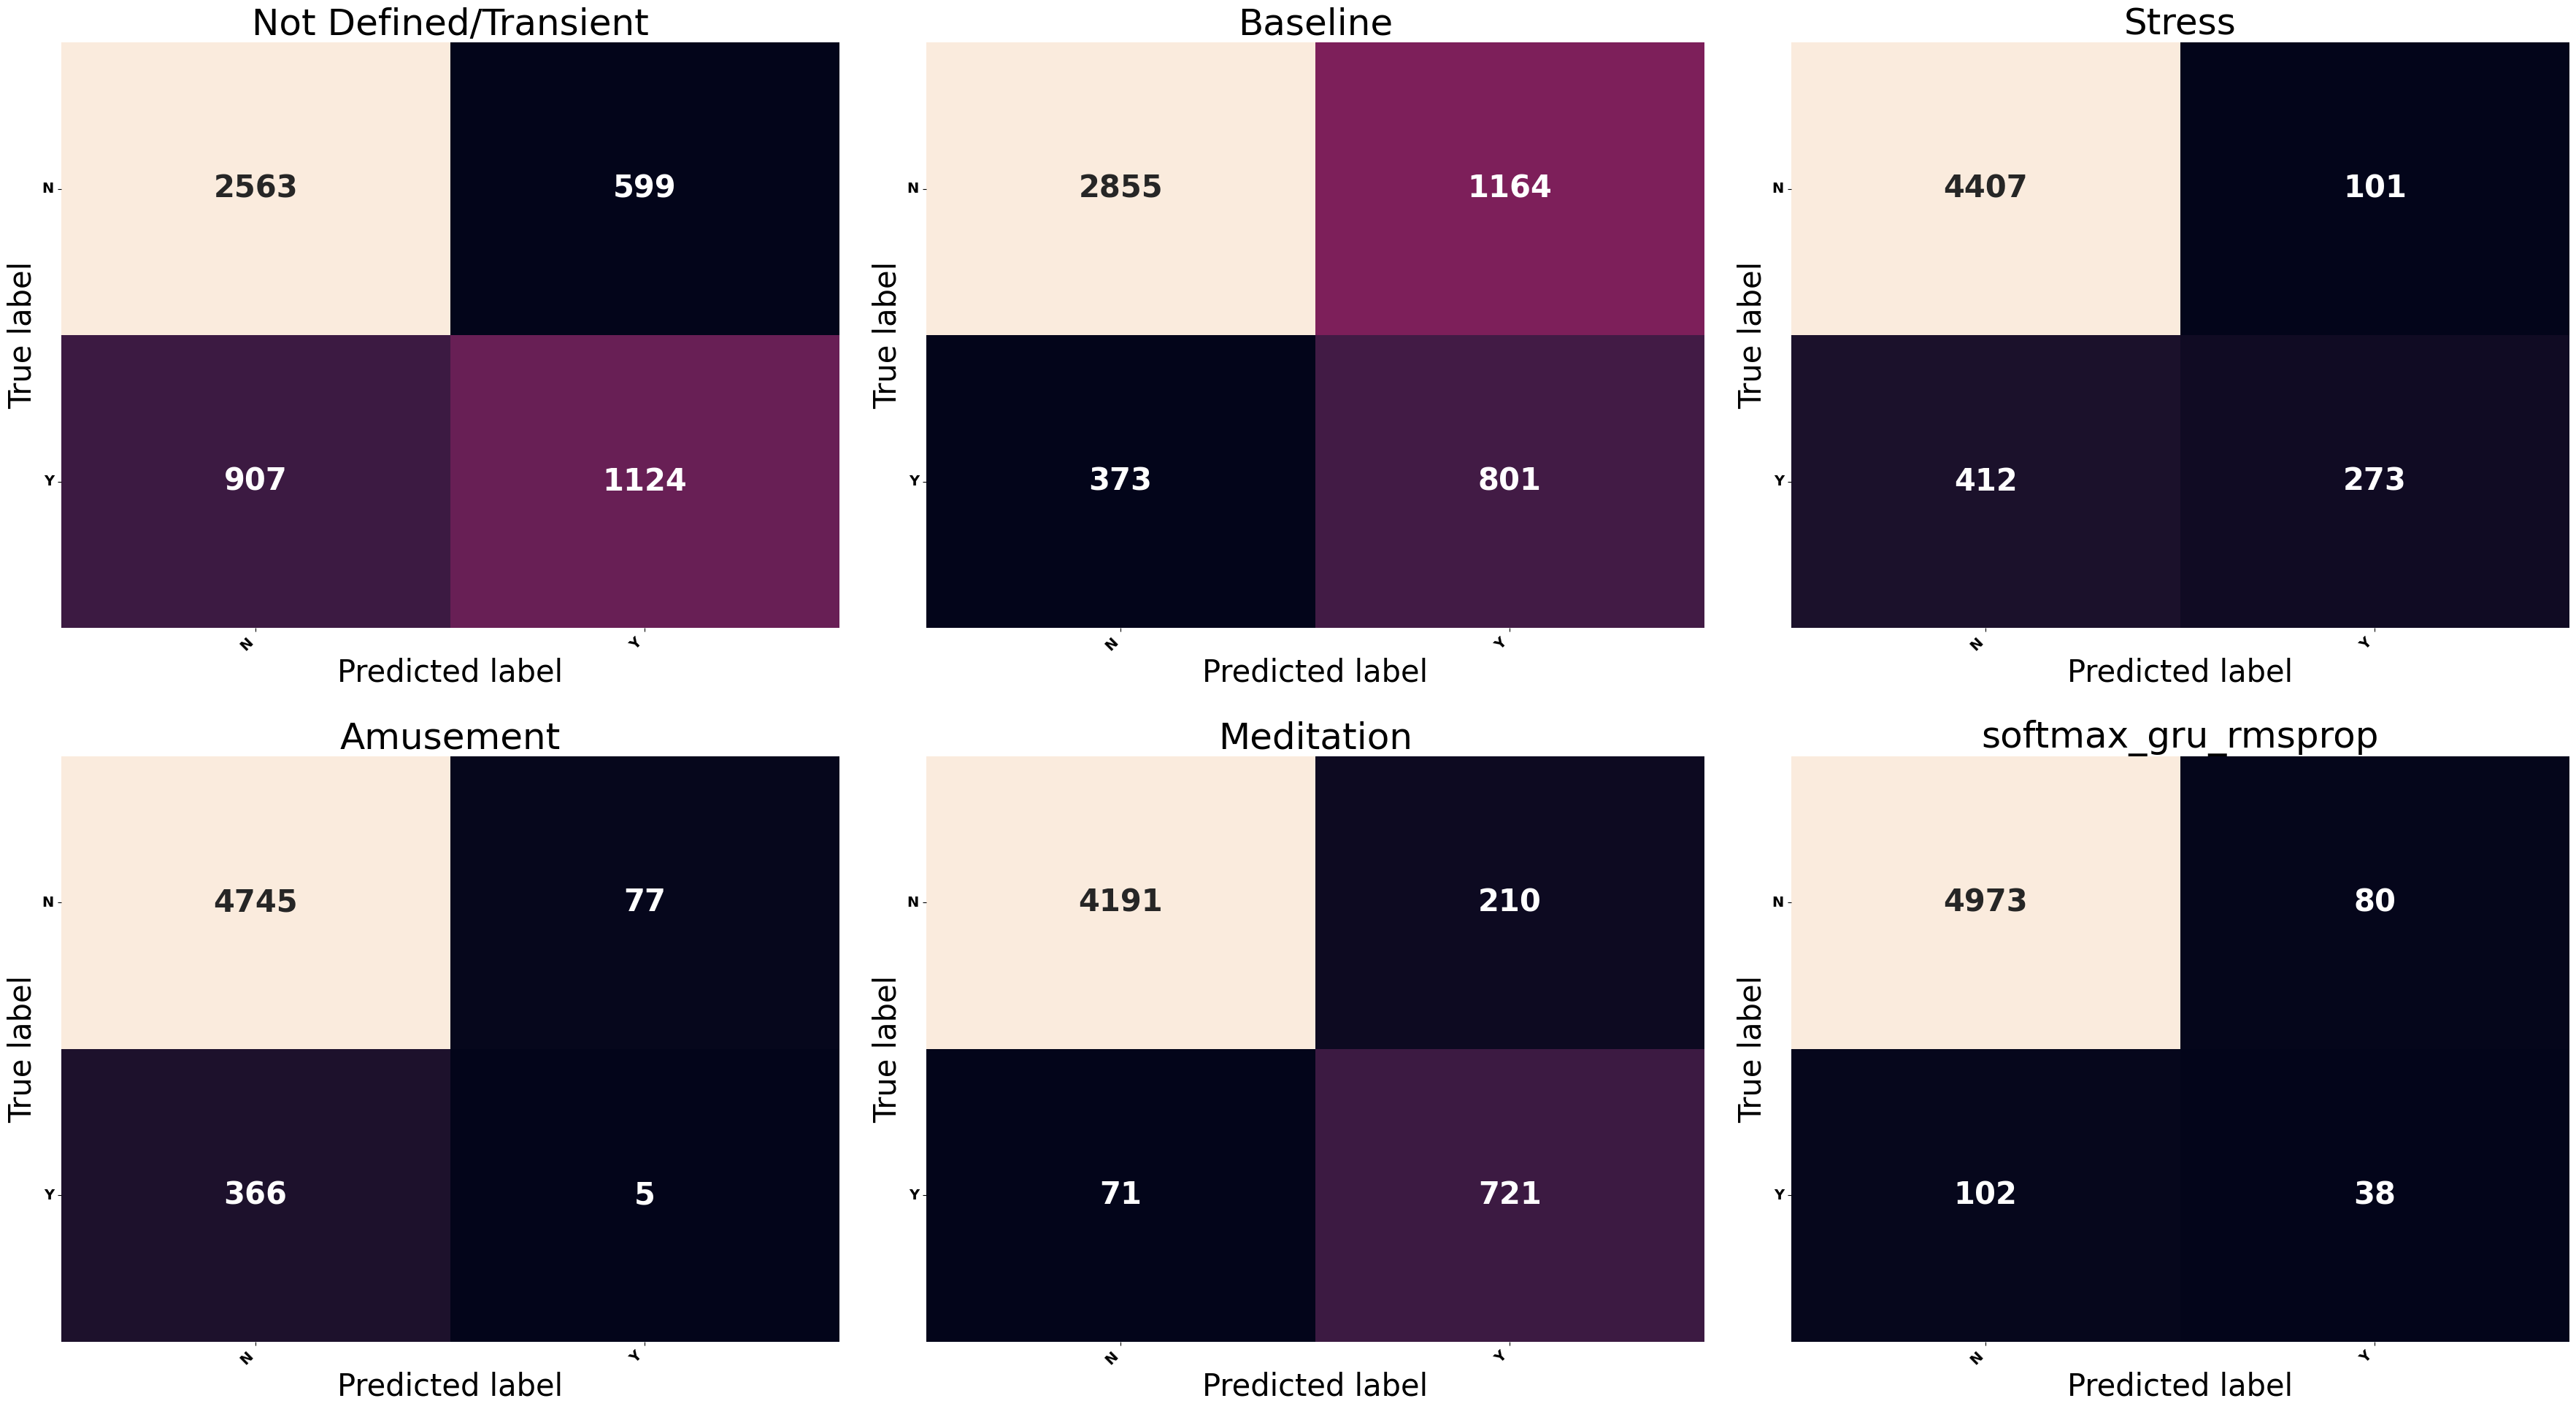 Not Defined/Transient
N
2563
599
True label
Y
907
1124
N
Y
Predicted label
Baseline
N
2855
1164
True label
Y
373
801
N
Y
Predicted label
Stress
N
4407
101
True label
Y
412
273
N
Y
Predicted label
Amusement
N
4745
77
True label
Y
366
5
N
Y
Predicted label
Meditation
N
4191
210
True label
Y
71
721
N
Y
Predicted label
softmax_gru_rmsprop
N
4973
80
True label
Y
102
38
N
Y
Predicted label